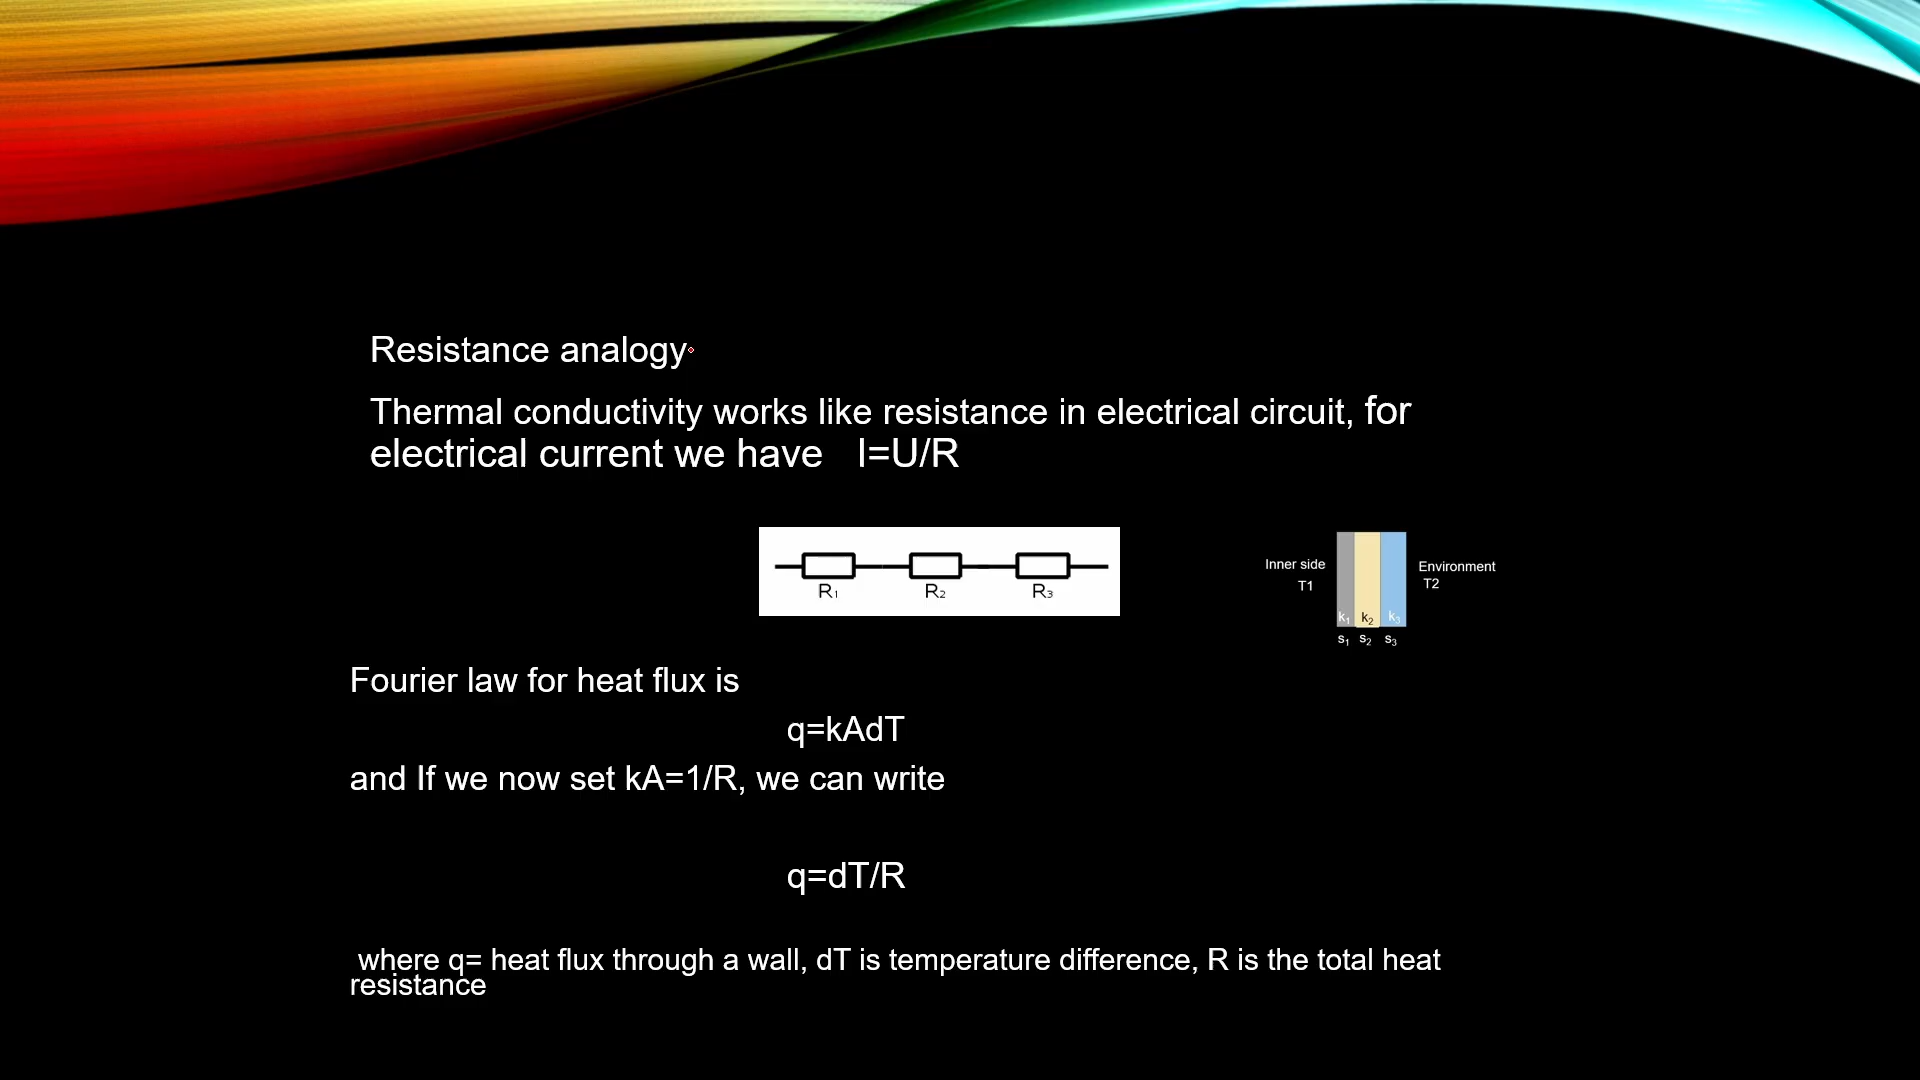 Resistance analogy
Thermal conductivity works like resistance in electrical circuit, for
electrical current we have I=U/R
R₁ R₂ R₃
Inner side
T1
Environment
T2
k₁ k₂ k₃
s₁ s₂ s₃
Fourier law for heat flux is
q=kAdT
and If we now set kA=1/R, we can write
q=dT/R
where q= heat flux through a wall, dT is temperature difference, R is the total heat
resistance